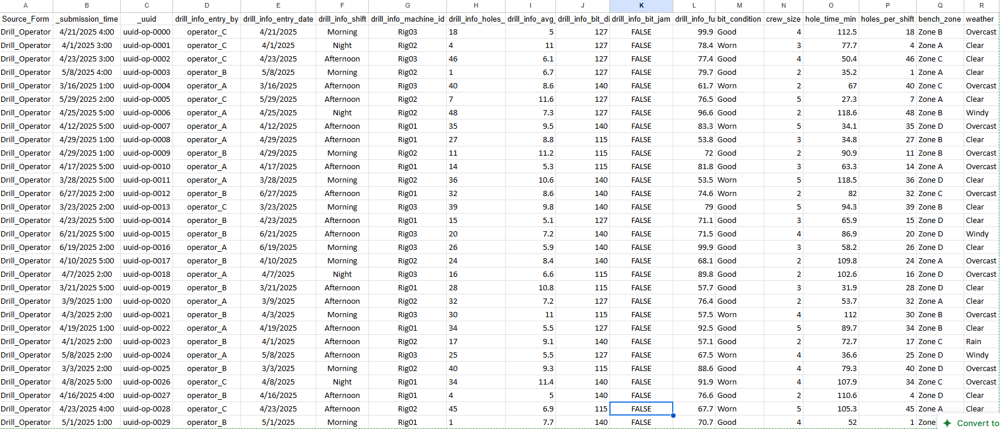 A B C D E F G H I J K L M N O P Q R
Source_Form _submission_time _uuid drill_info_entry_by drill_info_entry_date drill_info_shift drill_info_machine_id drill_info_holes_ drill_info_avg_ drill_info_bit_di drill_info_bit_jam drill_info_fu bit_condition crew_size hole_time_min holes_per_shift bench_zone weather
Drill_Operator 4/21/2025 4:00 uuid-op-0000 operator_C 4/21/2025 Morning Rig03 18 5 127 FALSE 99.9 Good 4 112.5 18 Zone B Overcast
Drill_Operator 4/1/2025 3:00 uuid-op-0001 operator_C 4/1/2025 Night Rig02 4 11 127 FALSE 78.4 Worn 3 77.7 4 Zone A Clear
Drill_Operator 4/23/2025 3:00 uuid-op-0002 operator_C 4/23/2025 Afternoon Rig03 46 6.1 127 FALSE 77.4 Good 4 50.4 46 Zone C Clear
Drill_Operator 5/8/2025 4:00 uuid-op-0003 operator_B 5/8/2025 Morning Rig02 1 6.7 127 FALSE 79.7 Good 2 35.2 1 Zone A Clear
Drill_Operator 3/16/2025 1:00 uuid-op-0004 operator_A 3/16/2025 Afternoon Rig03 40 8.6 140 FALSE 61.7 Worn 2 67 40 Zone C Overcast
Drill_Operator 5/29/2025 2:00 uuid-op-0005 operator_C 5/29/2025 Afternoon Rig02 7 11.6 127 FALSE 76.5 Good 5 27.3 7 Zone A Clear
Drill_Operator 4/25/2025 5:00 uuid-op-0006 operator_A 4/25/2025 Night Rig02 48 7.3 127 FALSE 96.6 Good 2 118.6 48 Zone B Windy
Drill_Operator 4/12/2025 5:00 uuid-op-0007 operator_A 4/12/2025 Afternoon Rig01 35 9.5 140 FALSE 83.3 Worn 5 34.1 35 Zone D Overcast
Drill_Operator 4/29/2025 1:00 uuid-op-0008 operator_A 4/29/2025 Afternoon Rig01 27 8.8 115 FALSE 53.8 Good 3 34.8 27 Zone B Clear
Drill_Operator 4/29/2025 1:00 uuid-op-0009 operator_B 4/29/2025 Morning Rig02 11 11.2 115 FALSE 72 Good 2 90.9 11 Zone B Overcast
Drill_Operator 4/17/2025 5:00 uuid-op-0010 operator_A 4/17/2025 Afternoon Rig01 14 5.3 115 FALSE 81.8 Good 3 63.3 14 Zone A Overcast
Drill_Operator 3/28/2025 5:00 uuid-op-0011 operator_A 3/28/2025 Morning Rig02 36 10.6 140 FALSE 53.5 Worn 5 118.5 36 Zone D Clear
Drill_Operator 6/27/2025 2:00 uuid-op-0012 operator_B 6/27/2025 Afternoon Rig01 32 8.6 140 FALSE 74.6 Worn 2 82 32 Zone C Overcast
Drill_Operator 3/23/2025 2:00 uuid-op-0013 operator_C 3/23/2025 Morning Rig03 39 9.8 140 FALSE 79 Good 5 94.3 39 Zone B Clear
Drill_Operator 4/23/2025 5:00 uuid-op-0014 operator_B 4/23/2025 Afternoon Rig01 15 5.1 127 FALSE 71.1 Good 3 65.9 15 Zone D Clear
Drill_Operator 6/21/2025 5:00 uuid-op-0015 operator_B 6/21/2025 Afternoon Rig03 20 7.2 140 FALSE 71.5 Good 4 86.9 20 Zone D Windy
Drill_Operator 6/19/2025 2:00 uuid-op-0016 operator_A 6/19/2025 Morning Rig03 26 5.9 140 FALSE 99.9 Good 3 58.2 26 Zone D Clear
Drill_Operator 4/10/2025 5:00 uuid-op-0017 operator_B 4/10/2025 Morning Rig02 24 8.4 140 FALSE 68.1 Good 2 109.8 24 Zone A Overcast
Drill_Operator 4/7/2025 2:00 uuid-op-0018 operator_A 4/7/2025 Night Rig03 16 6.6 115 FALSE 89.8 Good 2 102.6 16 Zone D Overcast
Drill_Operator 3/21/2025 5:00 uuid-op-0019 operator_B 3/21/2025 Afternoon Rig01 28 10.8 115 FALSE 57.7 Good 3 31.9 28 Zone D Clear
Drill_Operator 3/9/2025 1:00 uuid-op-0020 operator_A 3/9/2025 Afternoon Rig02 32 7.2 127 FALSE 76.4 Good 2 53.7 32 Zone A Clear
Drill_Operator 4/3/2025 2:00 uuid-op-0021 operator_B 4/3/2025 Morning Rig03 30 11 115 FALSE 57.5 Worn 4 112 30 Zone B Overcast
Drill_Operator 4/19/2025 1:00 uuid-op-0022 operator_A 4/19/2025 Afternoon Rig01 34 5.5 127 FALSE 92.5 Good 5 89.7 34 Zone B Clear
Drill_Operator 4/1/2025 2:00 uuid-op-0023 operator_B 4/1/2025 Afternoon Rig02 17 9.1 140 FALSE 57.1 Good 2 72.7 17 Zone C Rain
Drill_Operator 5/8/2025 2:00 uuid-op-0024 operator_A 5/8/2025 Afternoon Rig03 25 5.5 127 FALSE 67.5 Worn 4 36.6 25 Zone D Windy
Drill_Operator 3/3/2025 2:00 uuid-op-0025 operator_B 3/3/2025 Morning Rig02 40 9.3 115 FALSE 88.6 Good 4 79.3 40 Zone D Overcast
Drill_Operator 4/8/2025 5:00 uuid-op-0026 operator_C 4/8/2025 Night Rig01 34 11.4 140 FALSE 91.9 Worn 4 107.9 34 Zone C Overcast
Drill_Operator 4/16/2025 4:00 uuid-op-0027 operator_B 4/16/2025 Afternoon Rig01 4 5 140 FALSE 76.6 Good 2 110.6 4 Zone D Clear
Drill_Operator 4/23/2025 4:00 uuid-op-0028 operator_C 4/23/2025 Afternoon Rig02 45 6.9 115 FALSE 67.7 Worn 5 105.3 45 Zone A Clear
Drill_Operator 5/1/2025 1:00 uuid-op-0029 operator_B 5/1/2025 Morning Rig01 1 7.7 140 FALSE 70.7 Good 4 52 1 Zone Convert to